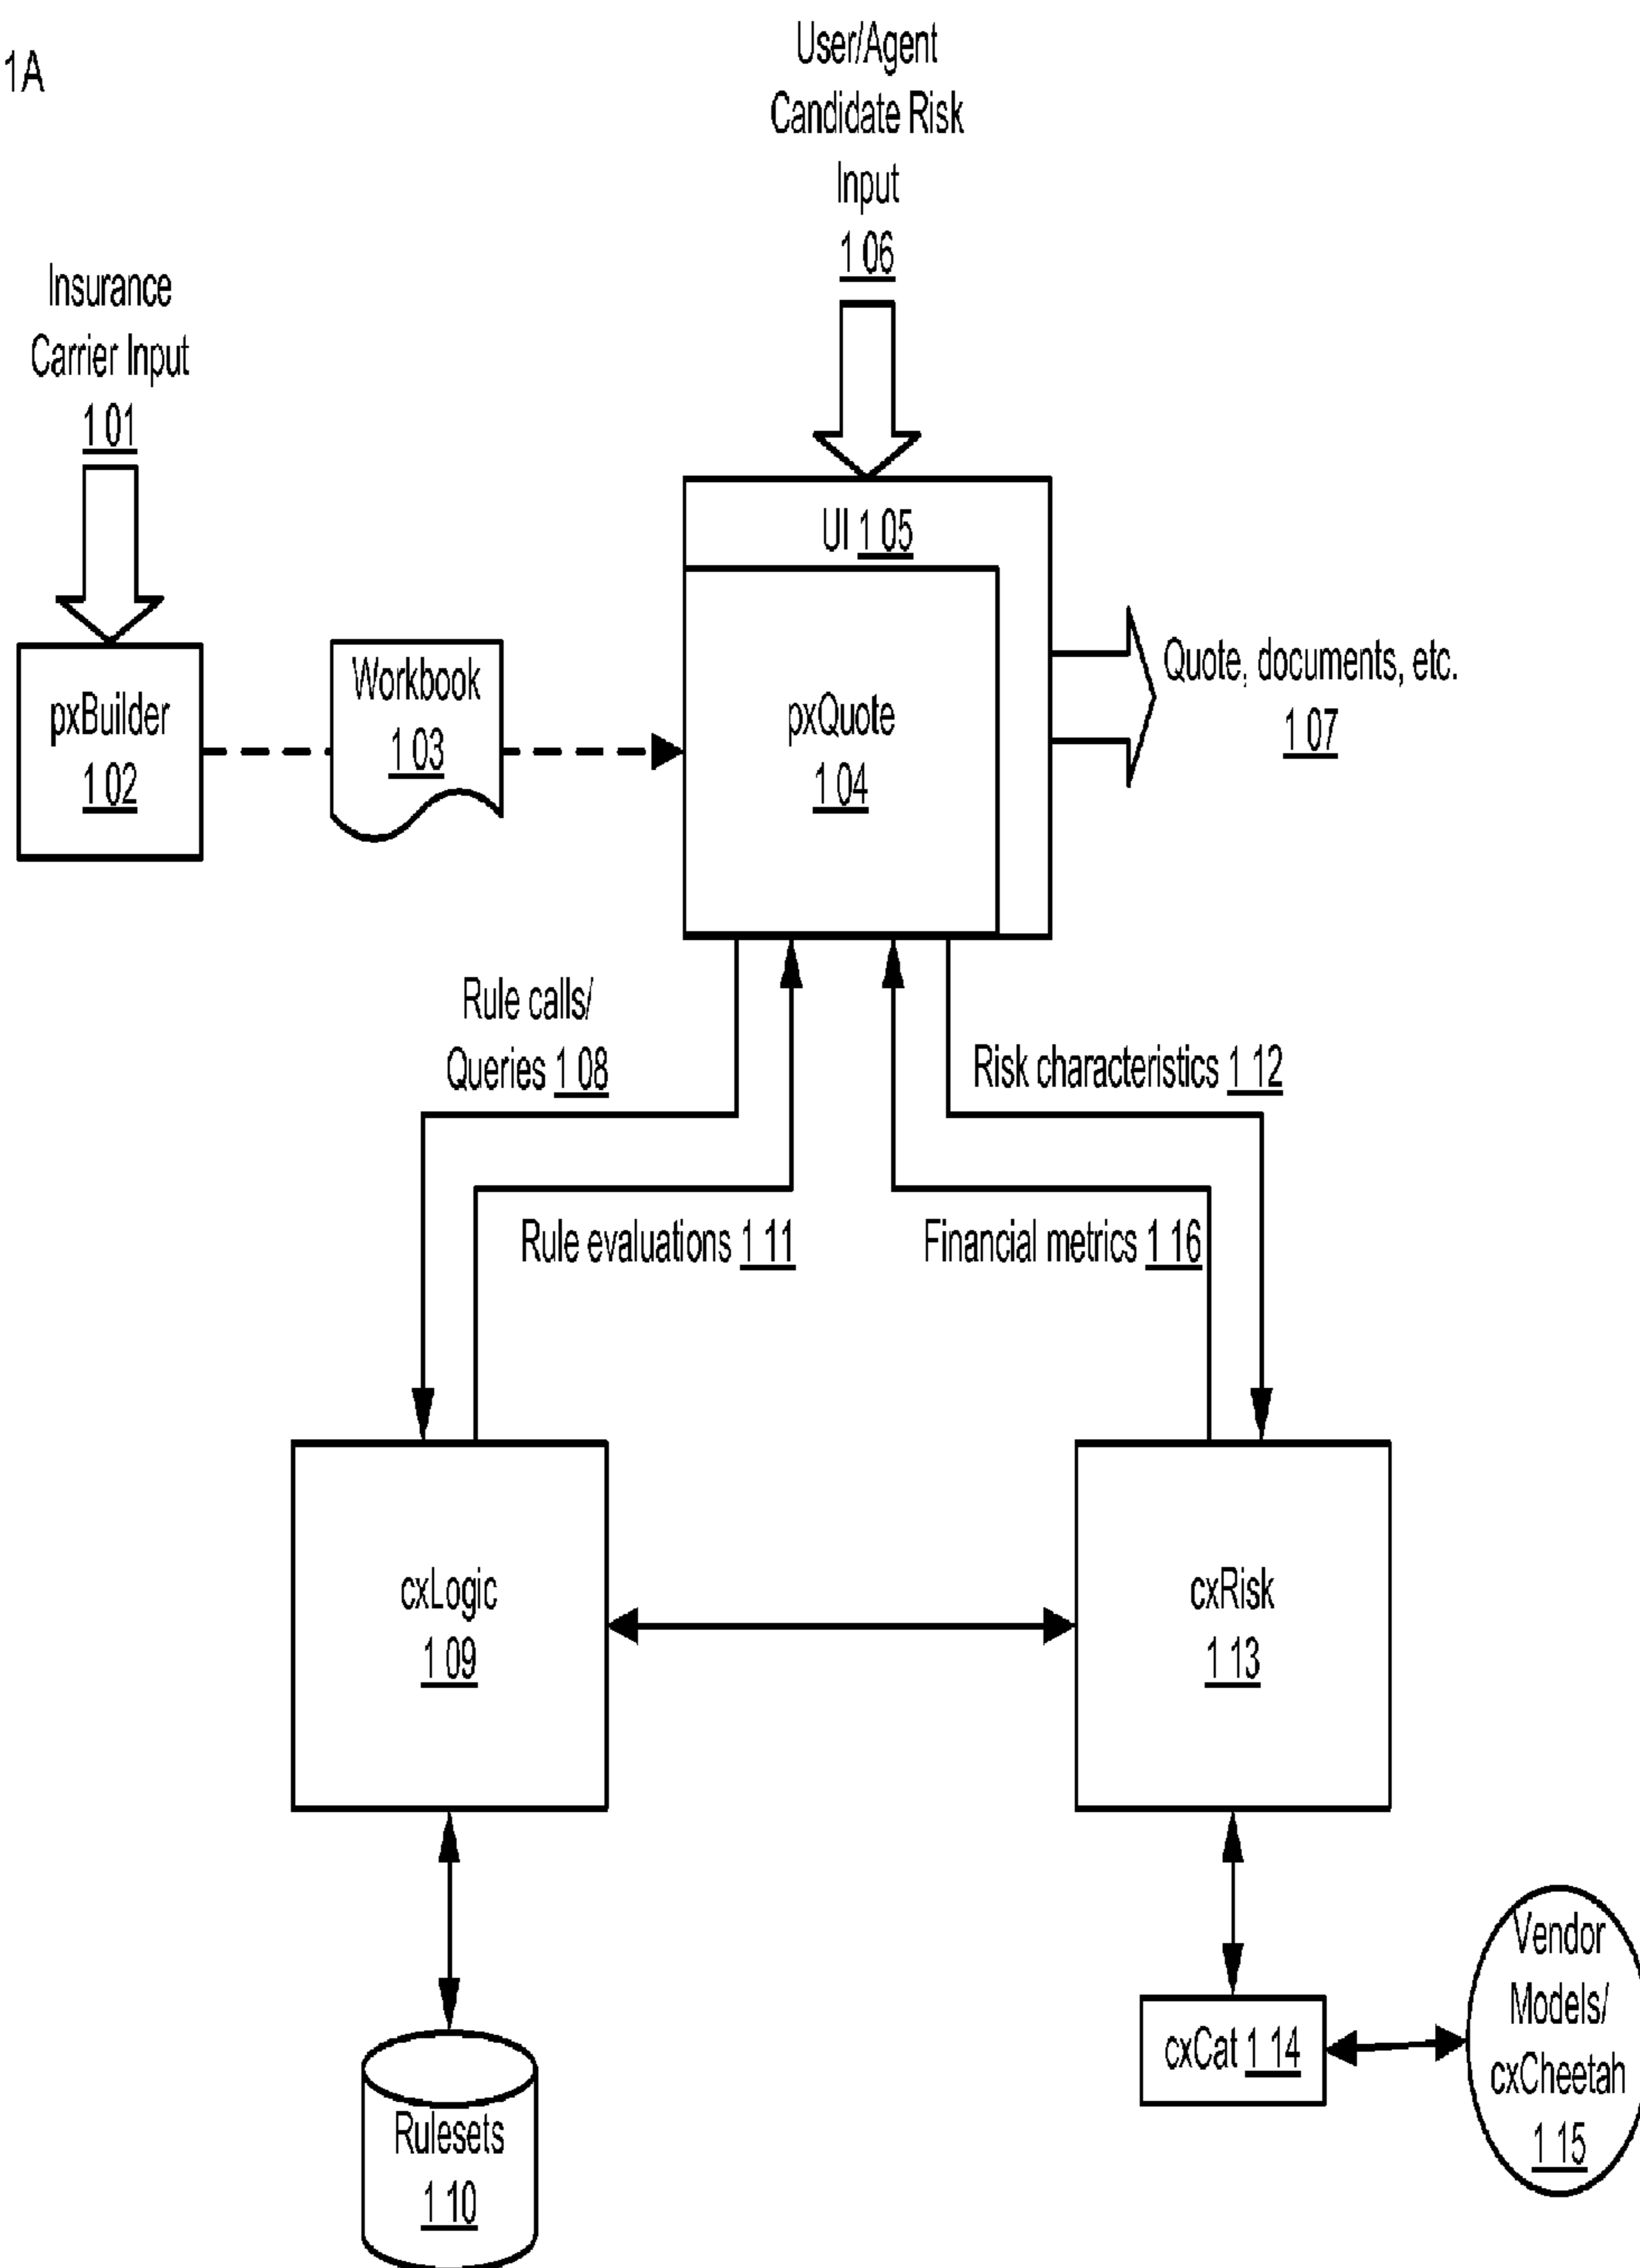 1A
User/Agent
Candidate Risk
Input
106
Insurance
Carrier Input
101
UI 105
pxBuilder
102
Workbook
103
pxQuote
104
Quote, documents, etc.
107
Rule calls/
Queries 108
Risk characteristics 112
Rule evaluations 111
Financial metrics 116
cxLogic
109
cxRisk
113
Rulesets
110
cxCat 114
Vendor
Models/
cxCheetah
115